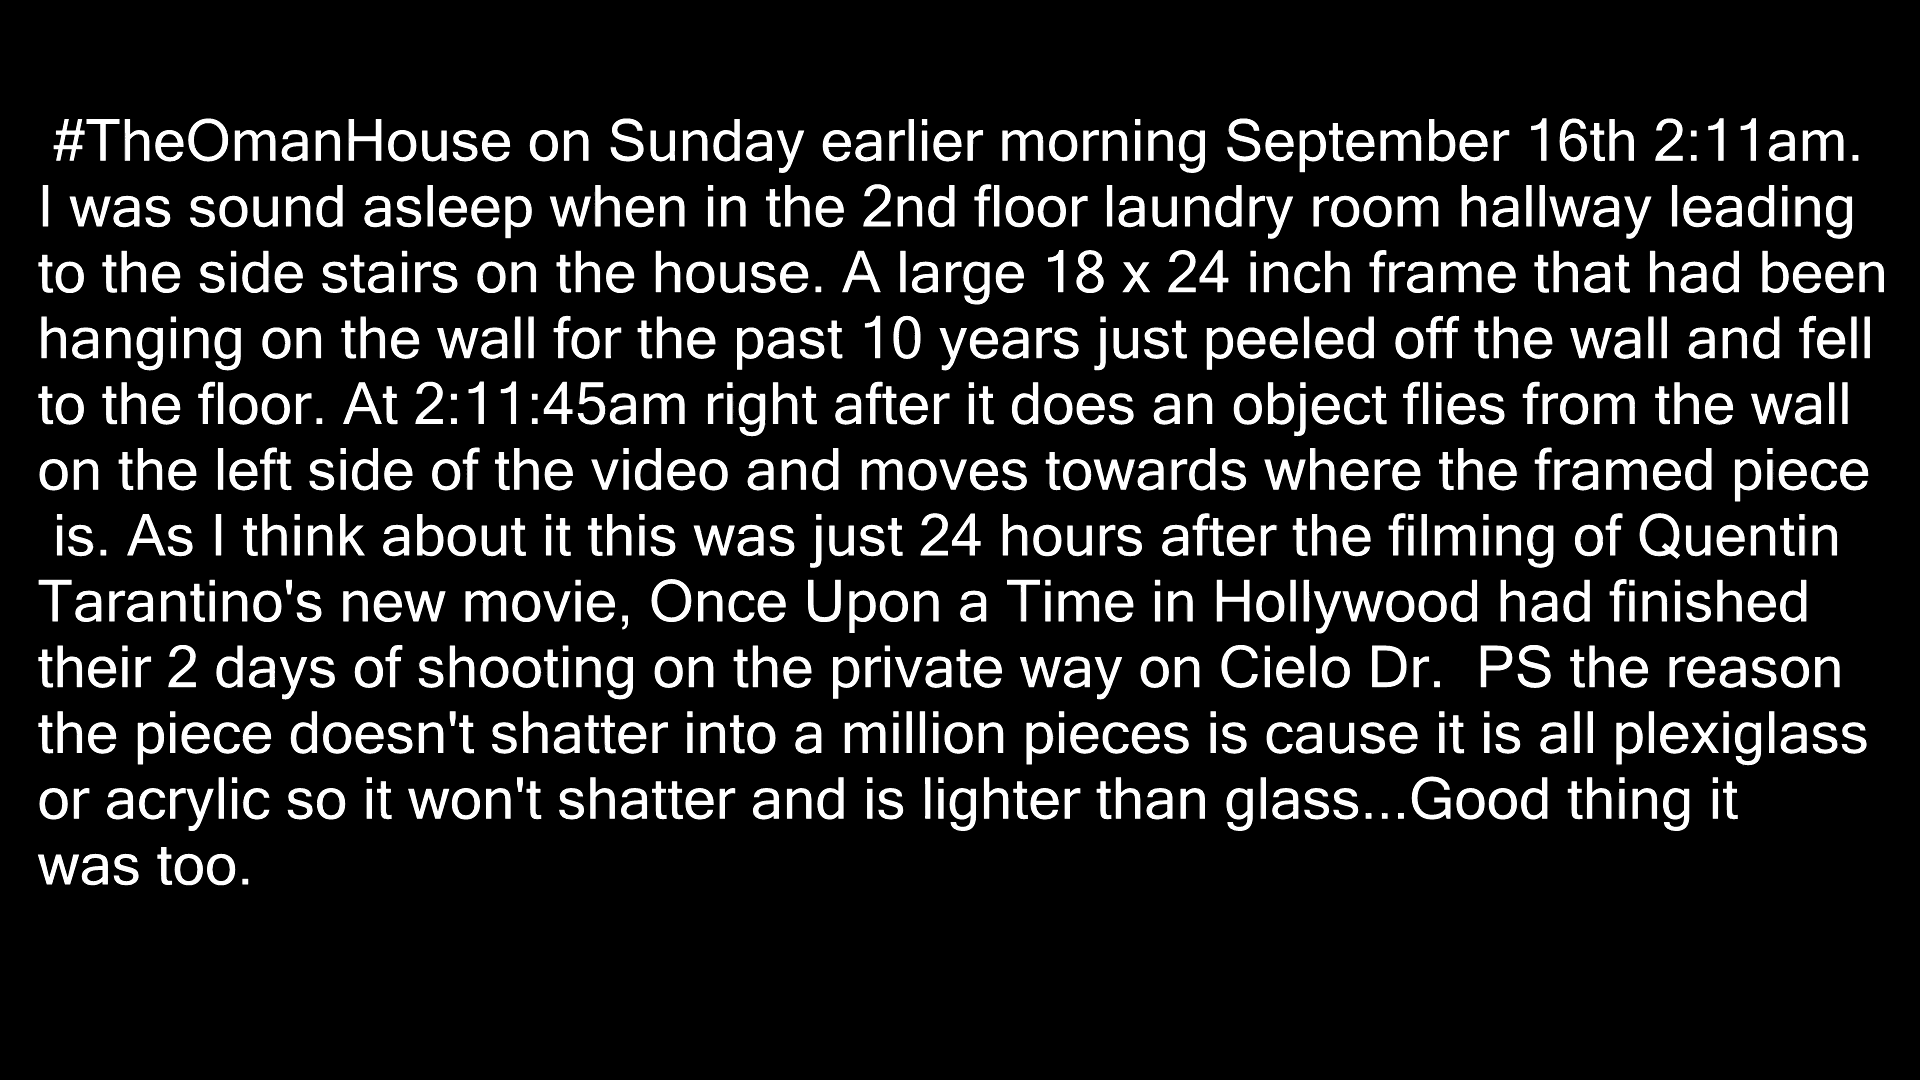 #TheOmanHouse on Sunday earlier morning September 16th 2:11am.
I was sound asleep when in the 2nd floor laundry room hallway leading
to the side stairs on the house. A large 18 x 24 inch frame that had been
hanging on the wall for the past 10 years just peeled off the wall and fell
to the floor. At 2:11:45am right after it does an object flies from the wall
on the left side of the video and moves towards where the framed piece
is. As I think about it this was just 24 hours after the filming of Quentin
Tarantino's new movie, Once Upon a Time in Hollywood had finished
their 2 days of shooting on the private way on Cielo Dr.  PS the reason
the piece doesn't shatter into a million pieces is cause it is all plexiglass
or acrylic so it won't shatter and is lighter than glass...Good thing it
was too.